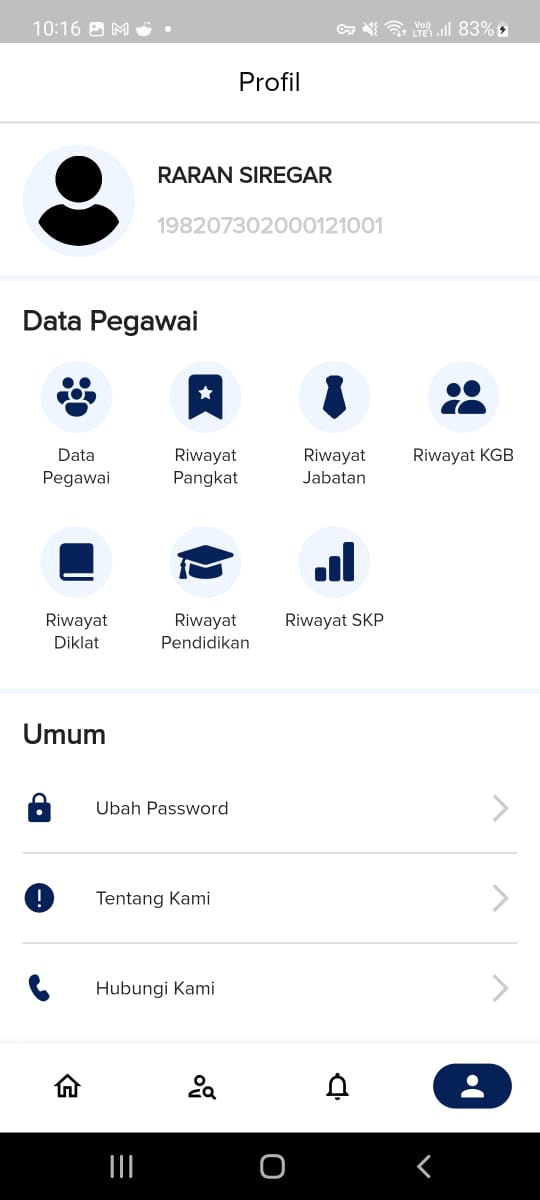 10:16
Vo))
LTE1
83%
Profil
RARAN SIREGAR
198207302000121001
Data Pegawai
Data
Pegawai
Riwayat
Pangkat
Riwayat
Jabatan
Riwayat KGB
Riwayat
Diklat
Riwayat
Pendidikan
Riwayat SKP
Umum
Ubah Password
Tentang Kami
Hubungi Kami